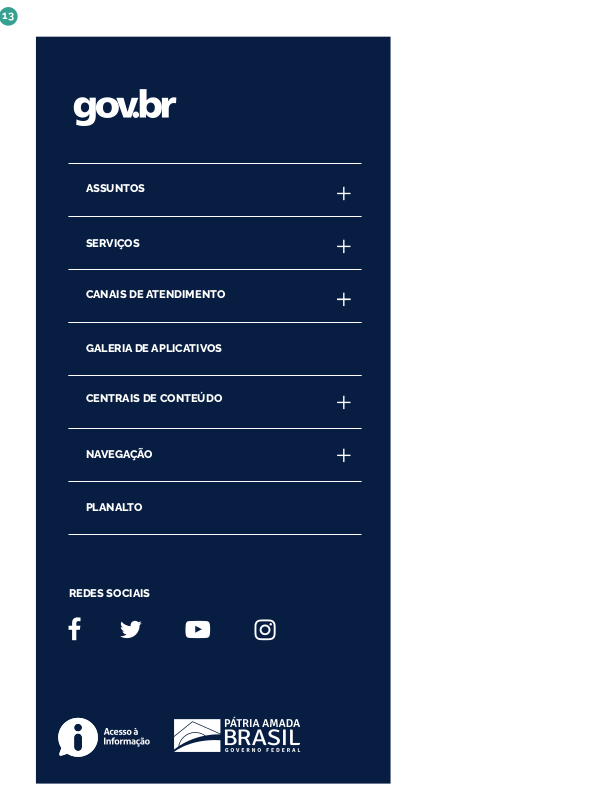 13
gov.br
ASSUNTOS
SERVIÇOS
CANAIS DE ATENDIMENTO
GALERIA DE APLICATIVOS
CENTRAIS DE CONTEÚDO
NAVEGAÇÃO
PLANALTO
REDES SOCIAIS
Acesso à
Informação
PÁTRIA AMADA
BRASIL
GOVERNO FEDERAL